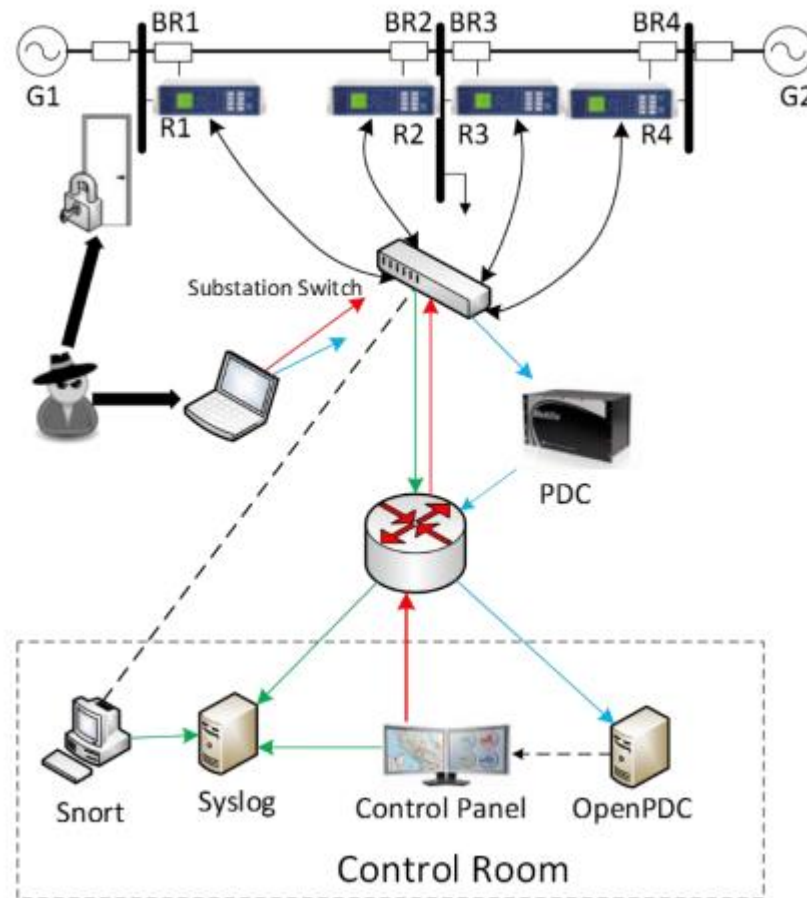 BR1
BR2
BR3
BR4
G1
G2
R1
R2
R3
R4
Substation Switch
PDC
Snort
Syslog
Control Panel
OpenPDC
Control Room